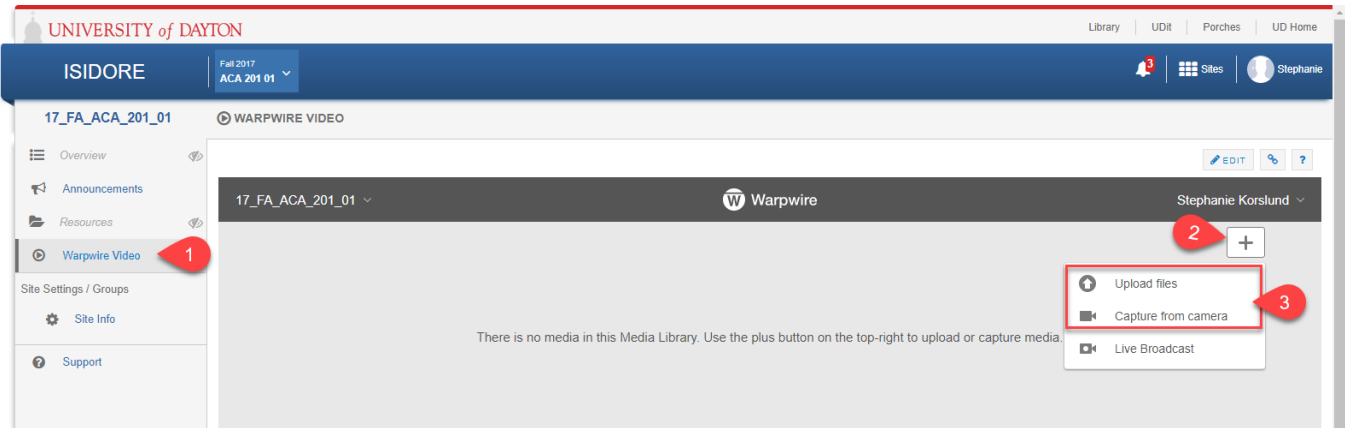 UNIVERSITY of DAYTON
Library UDit Porches UD Home
ISIDORE
Fall 2017
ACA 201 01
3
Sites
Stephanie
17_FA_ACA_201_01
WARPWIRE VIDEO
Overview
EDIT
?
Announcements
17_FA_ACA_201_01
W Warpwire
Stephanie Korslund
Resources
2
+
Warpwire Video
1
Upload files
Site Settings / Groups
3
Site Info
Capture from camera
There is no media in this Media Library. Use the plus button on the top-right to upload or capture media.
Live Broadcast
? Support